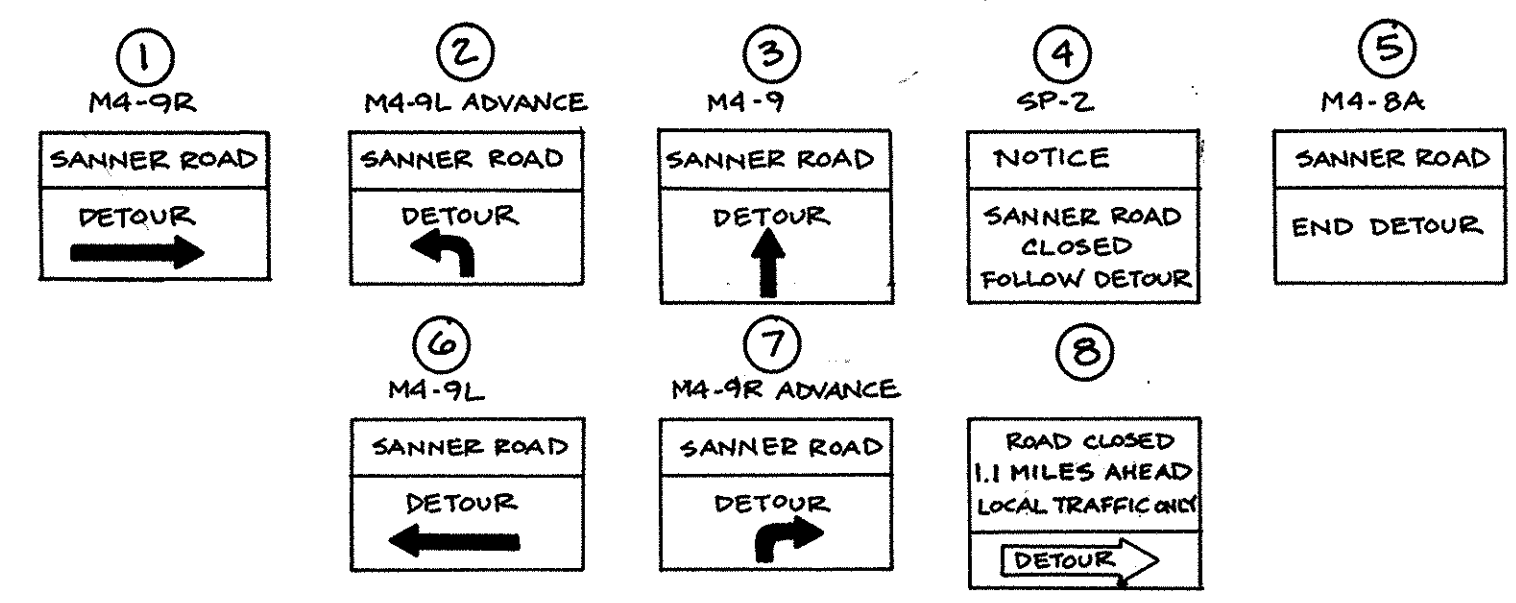 1
M4-9R
SANNER ROAD
DETOUR
2
M4-9L ADVANCE
SANNER ROAD
DETOUR
3
M4-9
SANNER ROAD
DETOUR
4
SP-2
NOTICE
SANNER ROAD
CLOSED
FOLLOW DETOUR
5
M4-8A
SANNER ROAD
END DETOUR
6
M4-9L
SANNER ROAD
DETOUR
7
M4-9R ADVANCE
SANNER ROAD
DETOUR
8
ROAD CLOSED
1.1 MILES AHEAD
LOCAL TRAFFIC ONLY
DETOUR